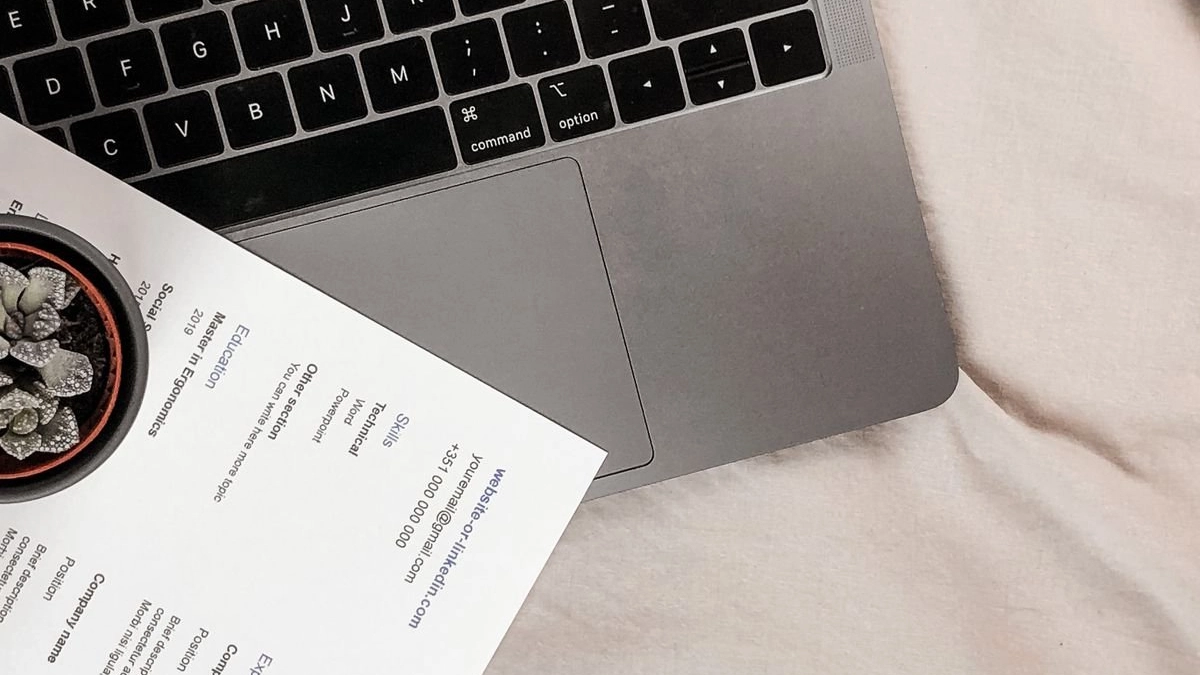 E R
D F G H J
C V B N M ; : _ -
⌘ command
⌥ option
website-or-linkedin.com
youremail@gmail.com
+351 000 000 000
Skills
Technical
Word
Powerpoint
Other section
You can write here more topic
Education
Master in Ergonomics
2019
Social
Company name
Position
Brief description
consectetur
Morbi
Position
consectetur
Morbi nisi ligula